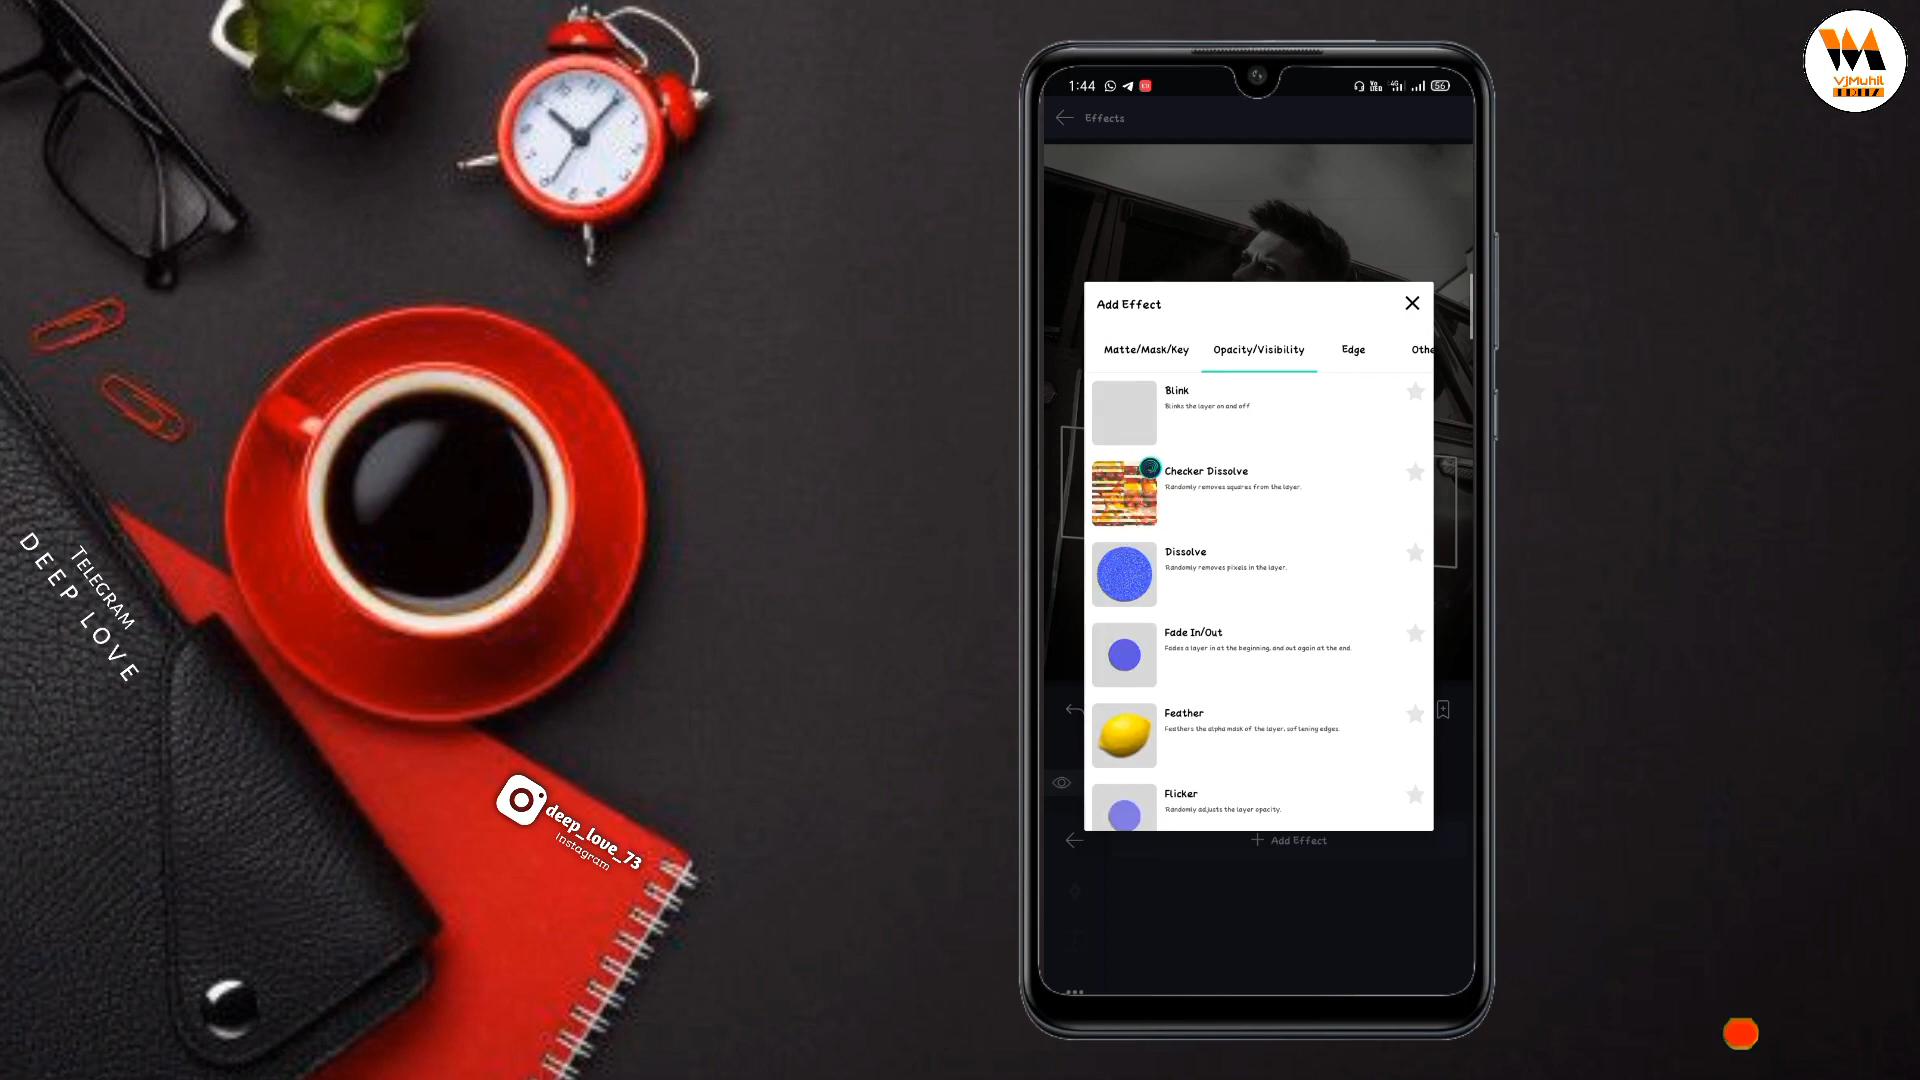 VjMuhil
EDITZ
1:44
56
Effects
Add Effect
Matte/Mask/Key
Opacity/Visibility
Edge
Othe
Blink
Blinks the layer on and off
Checker Dissolve
Randomly removes squares from the layer.
Dissolve
Randomly removes pixels in the layer.
Fade In/Out
Fades a layer in at the beginning, and out again at the end.
Feather
Feathers the alpha mask of the layer, softening edges.
Flicker
Randomly adjusts the layer opacity.
Add Effect
TELEGRAM
DEEP LOVE
deep_love_73
Instagram